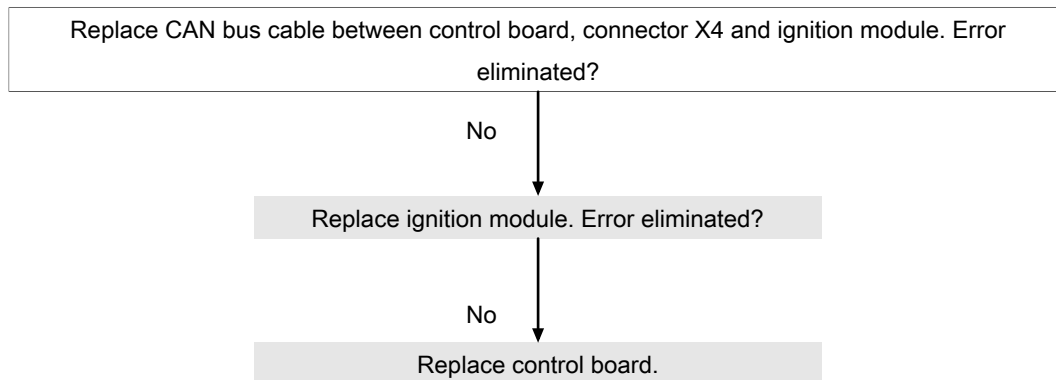 Replace CAN bus cable between control board, connector X4 and ignition module. Error
eliminated?
No
Replace ignition module. Error eliminated?
No
Replace control board.